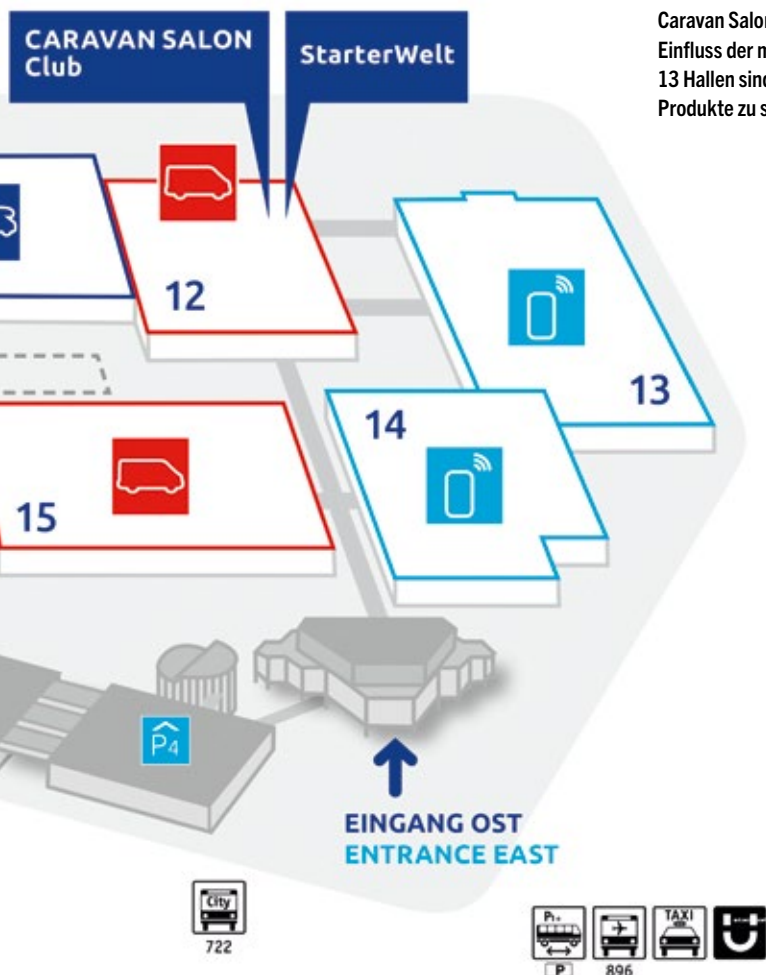 CARAVAN SALON
Club
StarterWelt
Caravan Salon
Einfluss der
13 Hallen
Produkte zu
12
13
14
15
P4
EINGANG OST
ENTRANCE EAST
City
722
P1+
P
896
TAXI